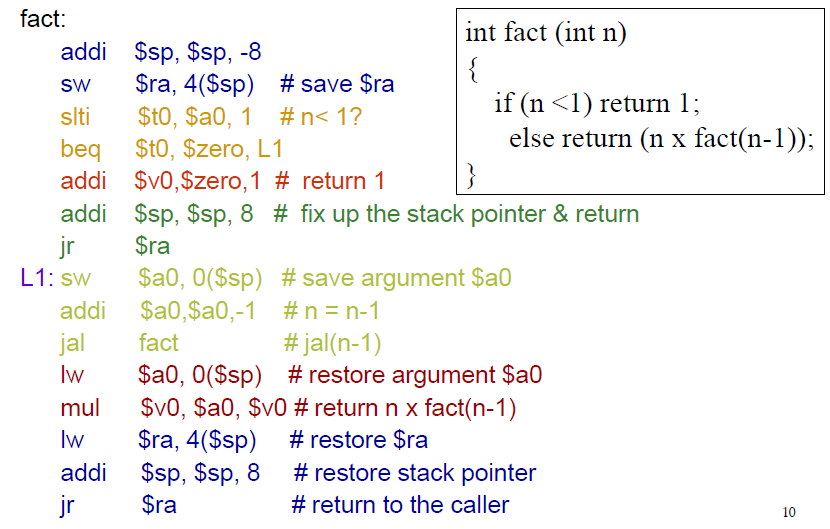 fact:
addi $sp, $sp, -8
sw $ra, 4($sp) # save $ra
slti $t0, $a0, 1 # n< 1?
beq $t0, $zero, L1
addi $v0,$zero,1 # return 1
addi $sp, $sp, 8 # fix up the stack pointer & return
jr $ra
L1: sw $a0, 0($sp) # save argument $a0
addi $a0,$a0,-1 # n = n-1
jal fact # jal(n-1)
lw $a0, 0($sp) # restore argument $a0
mul $v0, $a0, $v0 # return n x fact(n-1)
lw $ra, 4($sp) # restore $ra
addi $sp, $sp, 8 # restore stack pointer
jr $ra # return to the caller
int fact (int n)
{
if (n <1) return 1;
else return (n x fact(n-1));
}
10